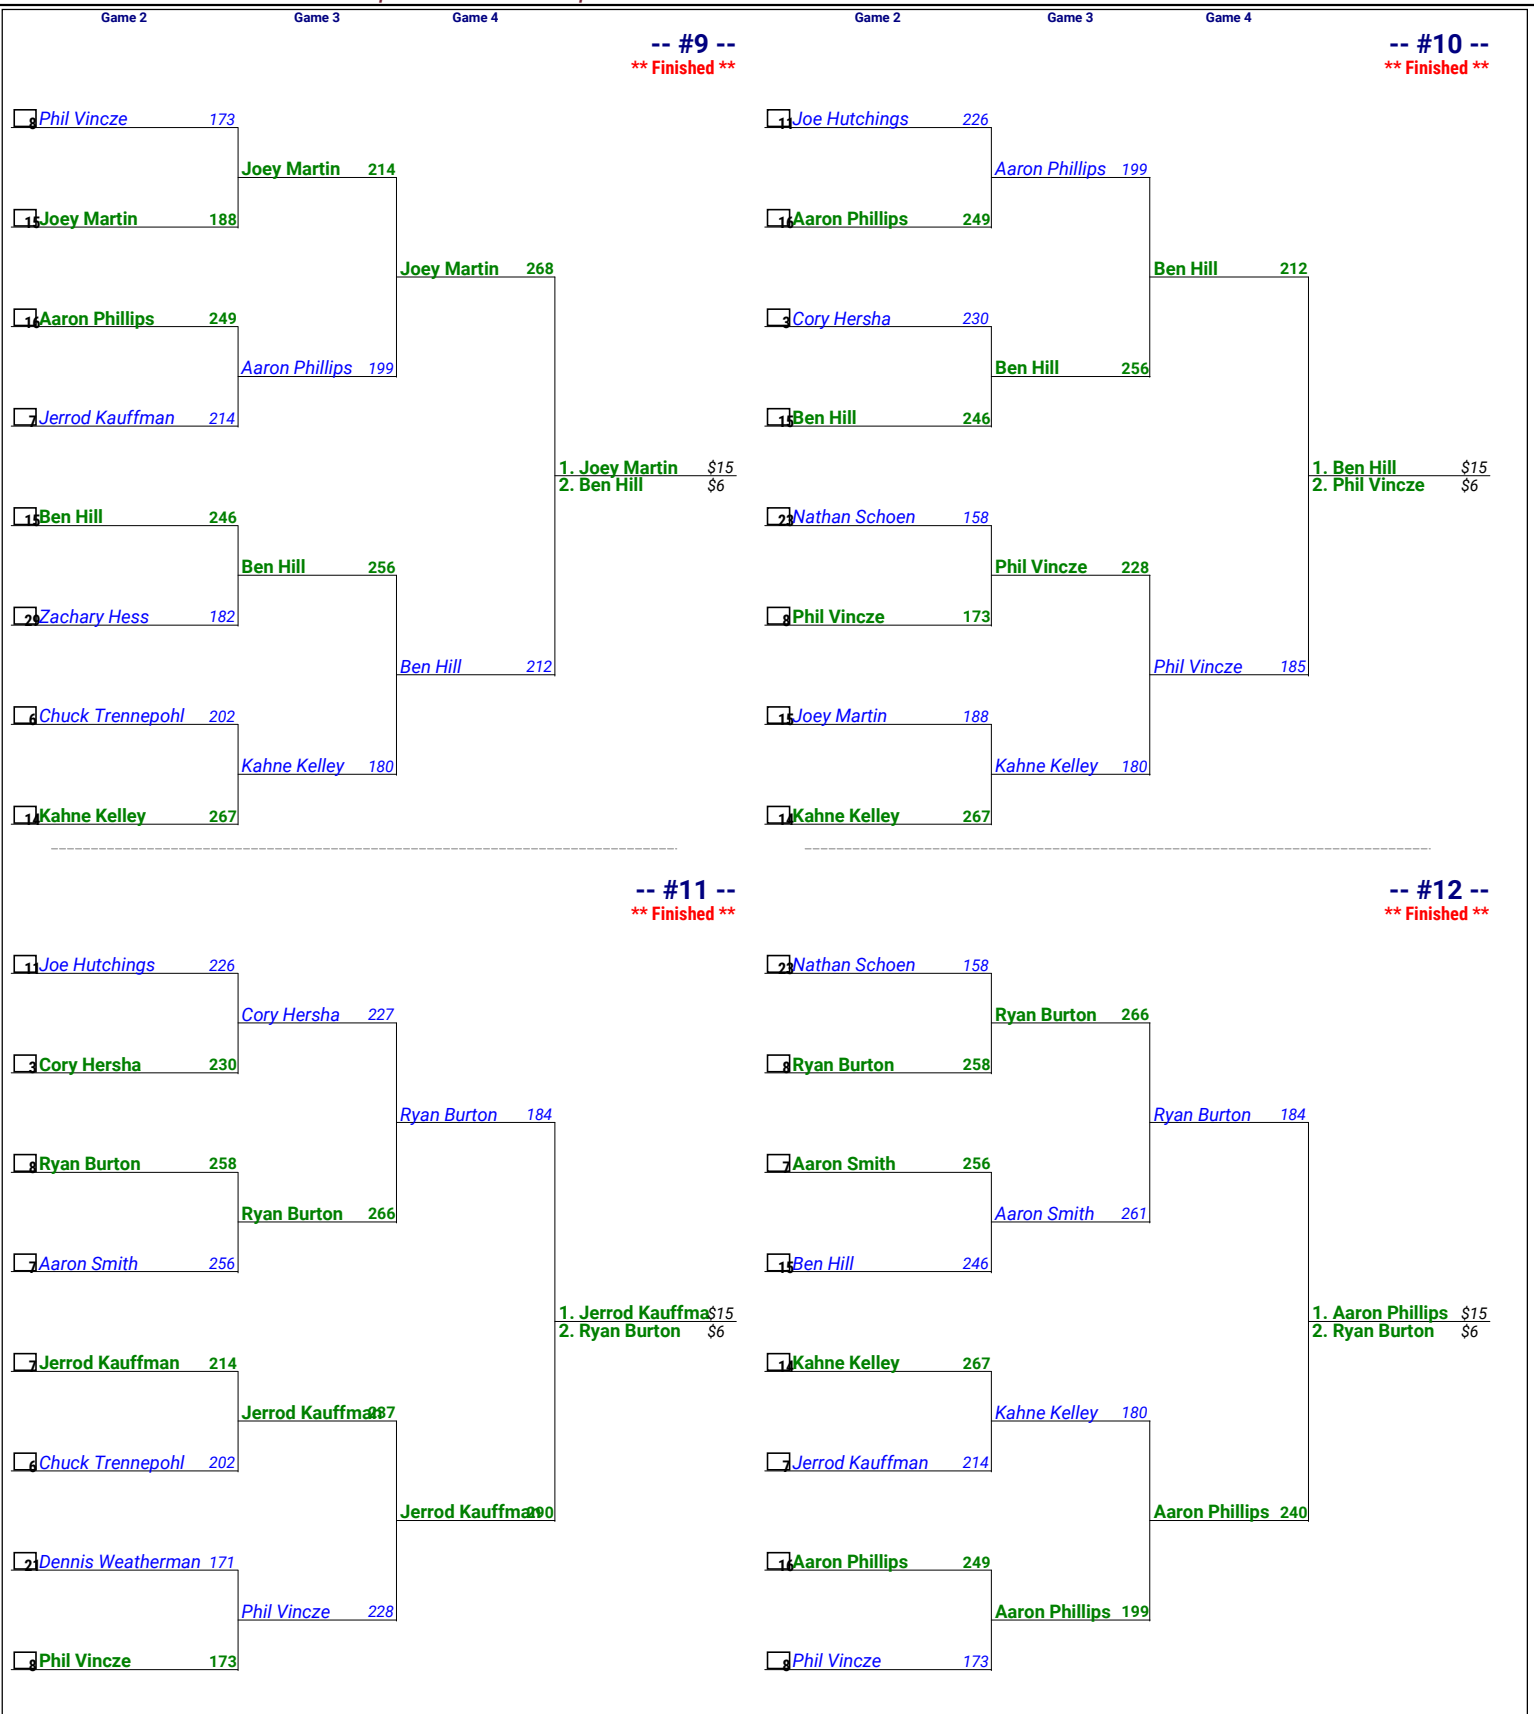 Game 2 Game 3 Game 4
-- #9 --
** Finished **
8 Phil Vincze 173
Joey Martin 214
15 Joey Martin 188
Joey Martin 268
16 Aaron Phillips 249
Aaron Phillips 199
7 Jerrod Kauffman 214
1. Joey Martin $15
2. Ben Hill $6
15 Ben Hill 246
Ben Hill 256
29 Zachary Hess 182
Ben Hill 212
6 Chuck Trennepohl 202
Kahne Kelley 180
14 Kahne Kelley 267
Game 2 Game 3 Game 4
-- #10 --
** Finished **
11 Joe Hutchings 226
Aaron Phillips 199
16 Aaron Phillips 249
Ben Hill 212
3 Cory Hersha 230
Ben Hill 256
15 Ben Hill 246
1. Ben Hill $15
2. Phil Vincze $6
23 Nathan Schoen 158
Phil Vincze 228
8 Phil Vincze 173
Phil Vincze 185
15 Joey Martin 188
Kahne Kelley 180
14 Kahne Kelley 267
-- #11 --
** Finished **
11 Joe Hutchings 226
Cory Hersha 227
3 Cory Hersha 230
Ryan Burton 184
8 Ryan Burton 258
Ryan Burton 266
7 Aaron Smith 256
1. Jerrod Kauffma $15
2. Ryan Burton $6
7 Jerrod Kauffman 214
Jerrod Kauffman 237
6 Chuck Trennepohl 202
Jerrod Kauffman 290
21 Dennis Weatherman 171
Phil Vincze 228
8 Phil Vincze 173
-- #12 --
** Finished **
23 Nathan Schoen 158
Ryan Burton 266
8 Ryan Burton 258
Ryan Burton 184
7 Aaron Smith 256
Aaron Smith 261
15 Ben Hill 246
1. Aaron Phillips $15
2. Ryan Burton $6
14 Kahne Kelley 267
Kahne Kelley 180
7 Jerrod Kauffman 214
Aaron Phillips 240
16 Aaron Phillips 249
Aaron Phillips 199
8 Phil Vincze 173